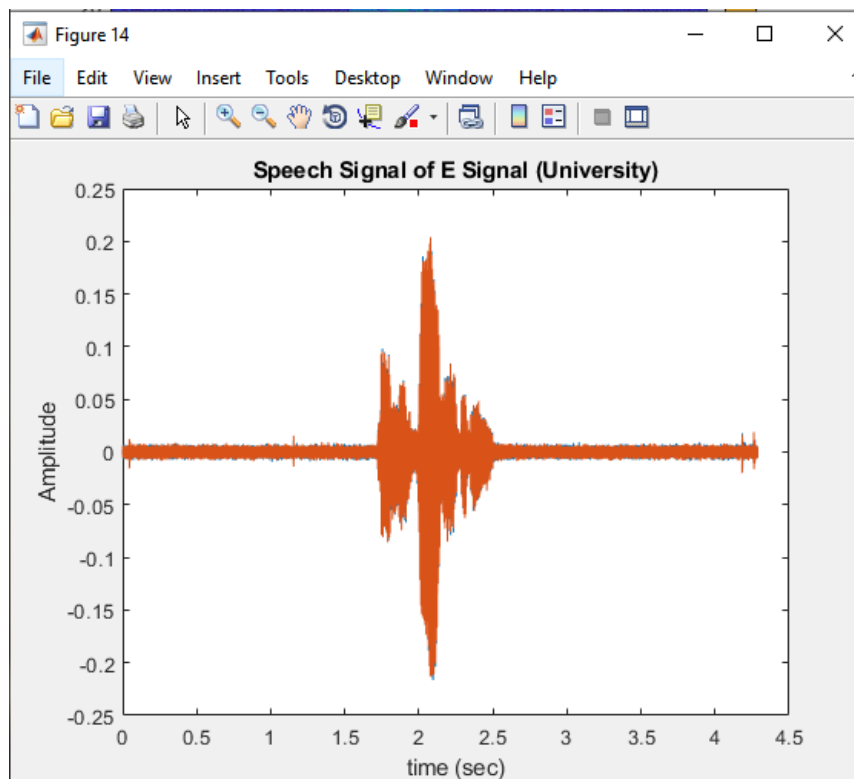 Figure 14
File Edit View Insert Tools Desktop Window Help
Speech Signal of E Signal (University)
0.25
0.2
0.15
0.1
0.05
0
-0.05
-0.1
-0.15
-0.2
-0.25
Amplitude
0 0.5 1 1.5 2 2.5 3 3.5 4 4.5
time (sec)